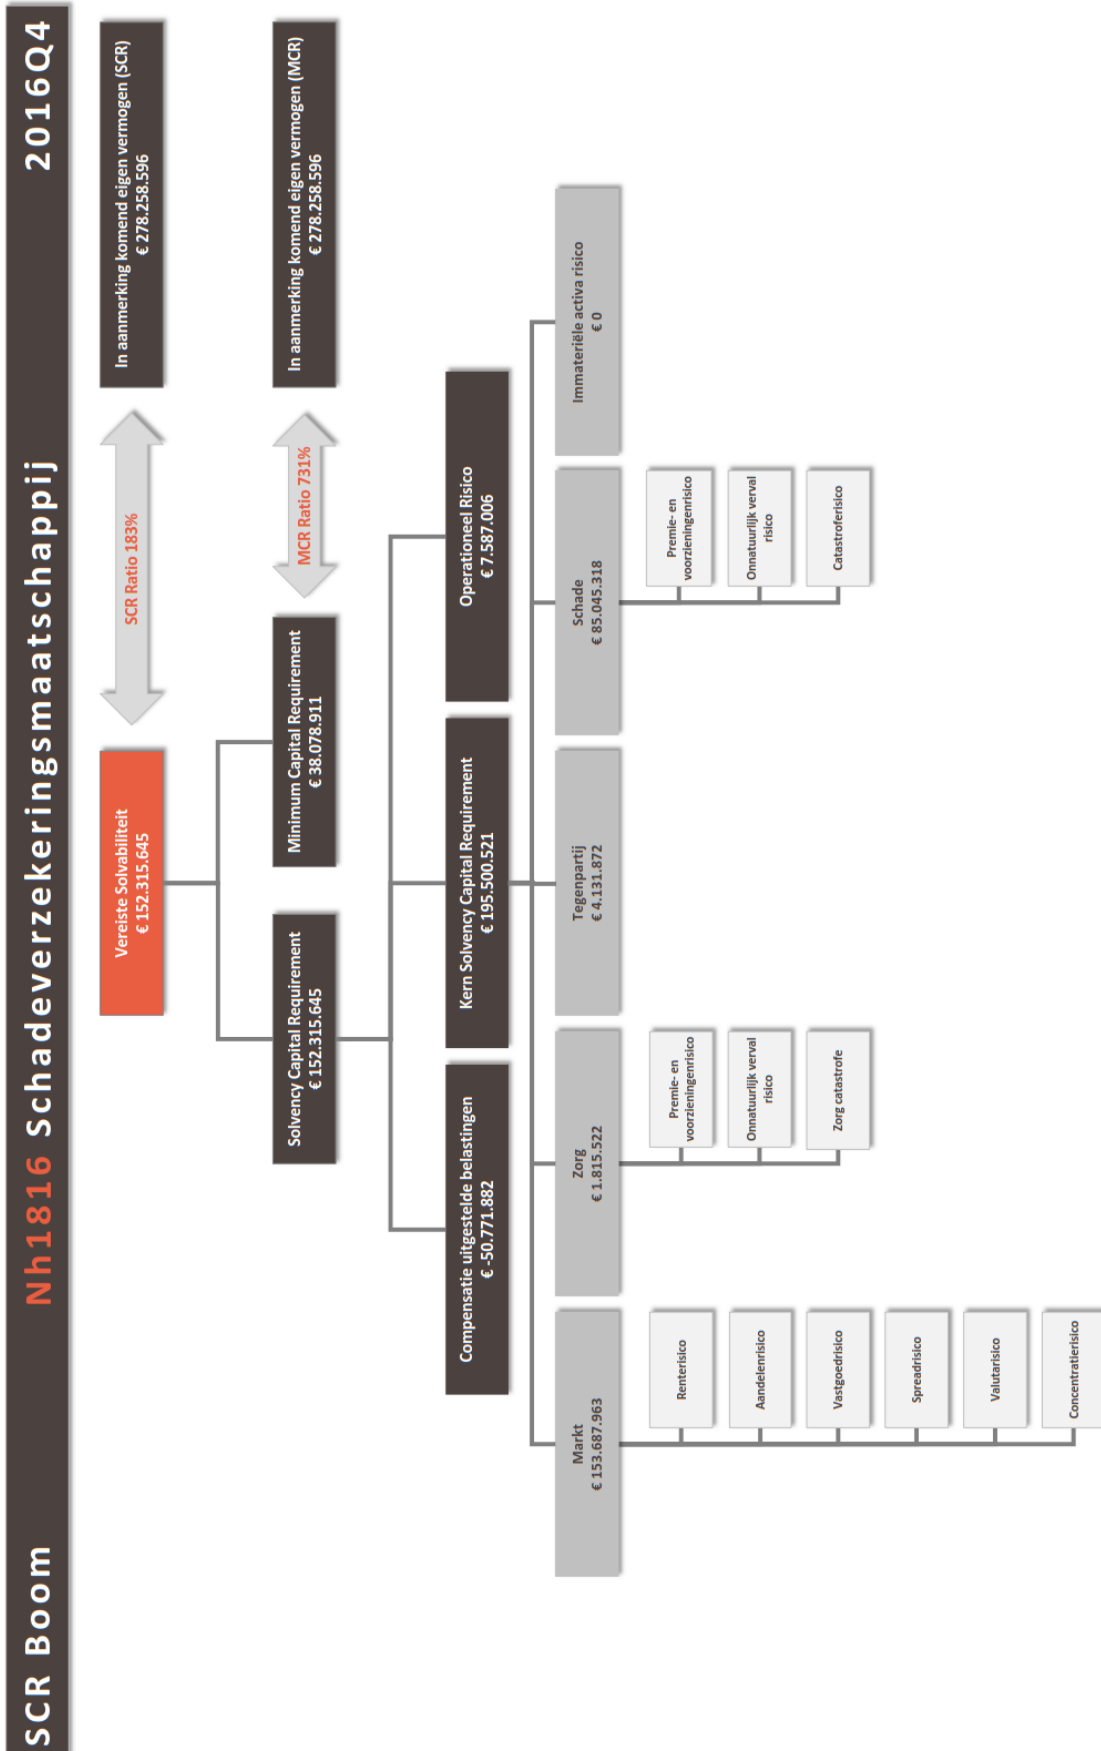 SCR Boom Nh1816 Schadeverzekeringsmaatschappij 2016Q4
Vereiste Solvabiliteit
€ 152.315.645
SCR Ratio 183%
In aanmerking komend eigen vermogen (SCR)
€ 278.258.596
Solvency Capital Requirement
€ 152.315.645
Minimum Capital Requirement
€ 38.078.911
MCR Ratio 731%
In aanmerking komend eigen vermogen (MCR)
€ 278.258.596
Compensatie uitgestelde belastingen
€ -50.771.882
Kern Solvency Capital Requirement
€ 195.500.521
Operationeel Risico
€ 7.587.006
Markt
€ 153.687.963
Zorg
€ 1.815.522
Tegenpartij
€ 4.131.872
Schade
€ 85.045.318
Immateriële activa risico
€ 0
Renterisico
Aandelenrisico
Vastgoedrisico
Spreadrisico
Valutarisico
Concentratierisico
Premie- en
voorzieningenrisico
Onnatuurlijk verval
risico
Zorg catastrofe
Premie- en
voorzieningenrisico
Onnatuurlijk verval
risico
Catastroferisico